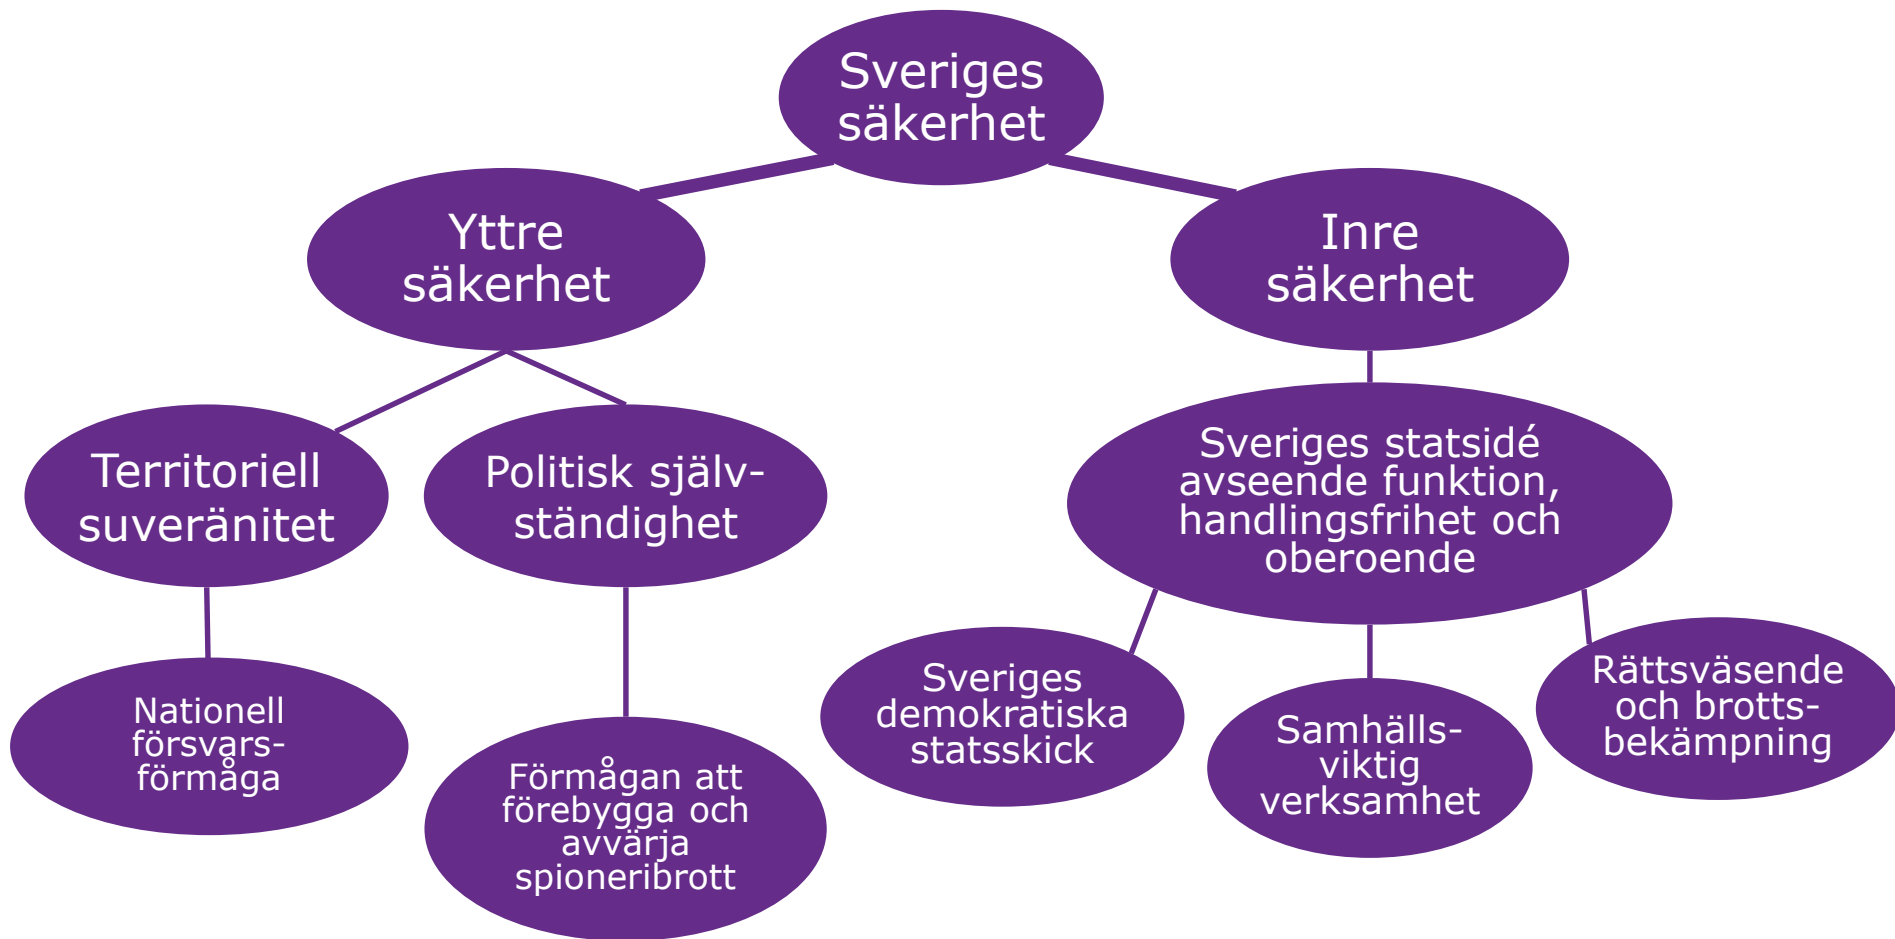 Sveriges
säkerhet
Yttre
säkerhet
Inre
säkerhet
Territoriell
suveränitet
Politisk själv-
ständighet
Sveriges statsidé
avseende funktion,
handlingsfrihet och
oberoende
Nationell
försvars-
förmåga
Förmågan att
förebygga och
avvärja
spioneribrott
Sveriges
demokratiska
statsskick
Samhälls-
viktig
verksamhet
Rättsväsende
och brotts-
bekämpning